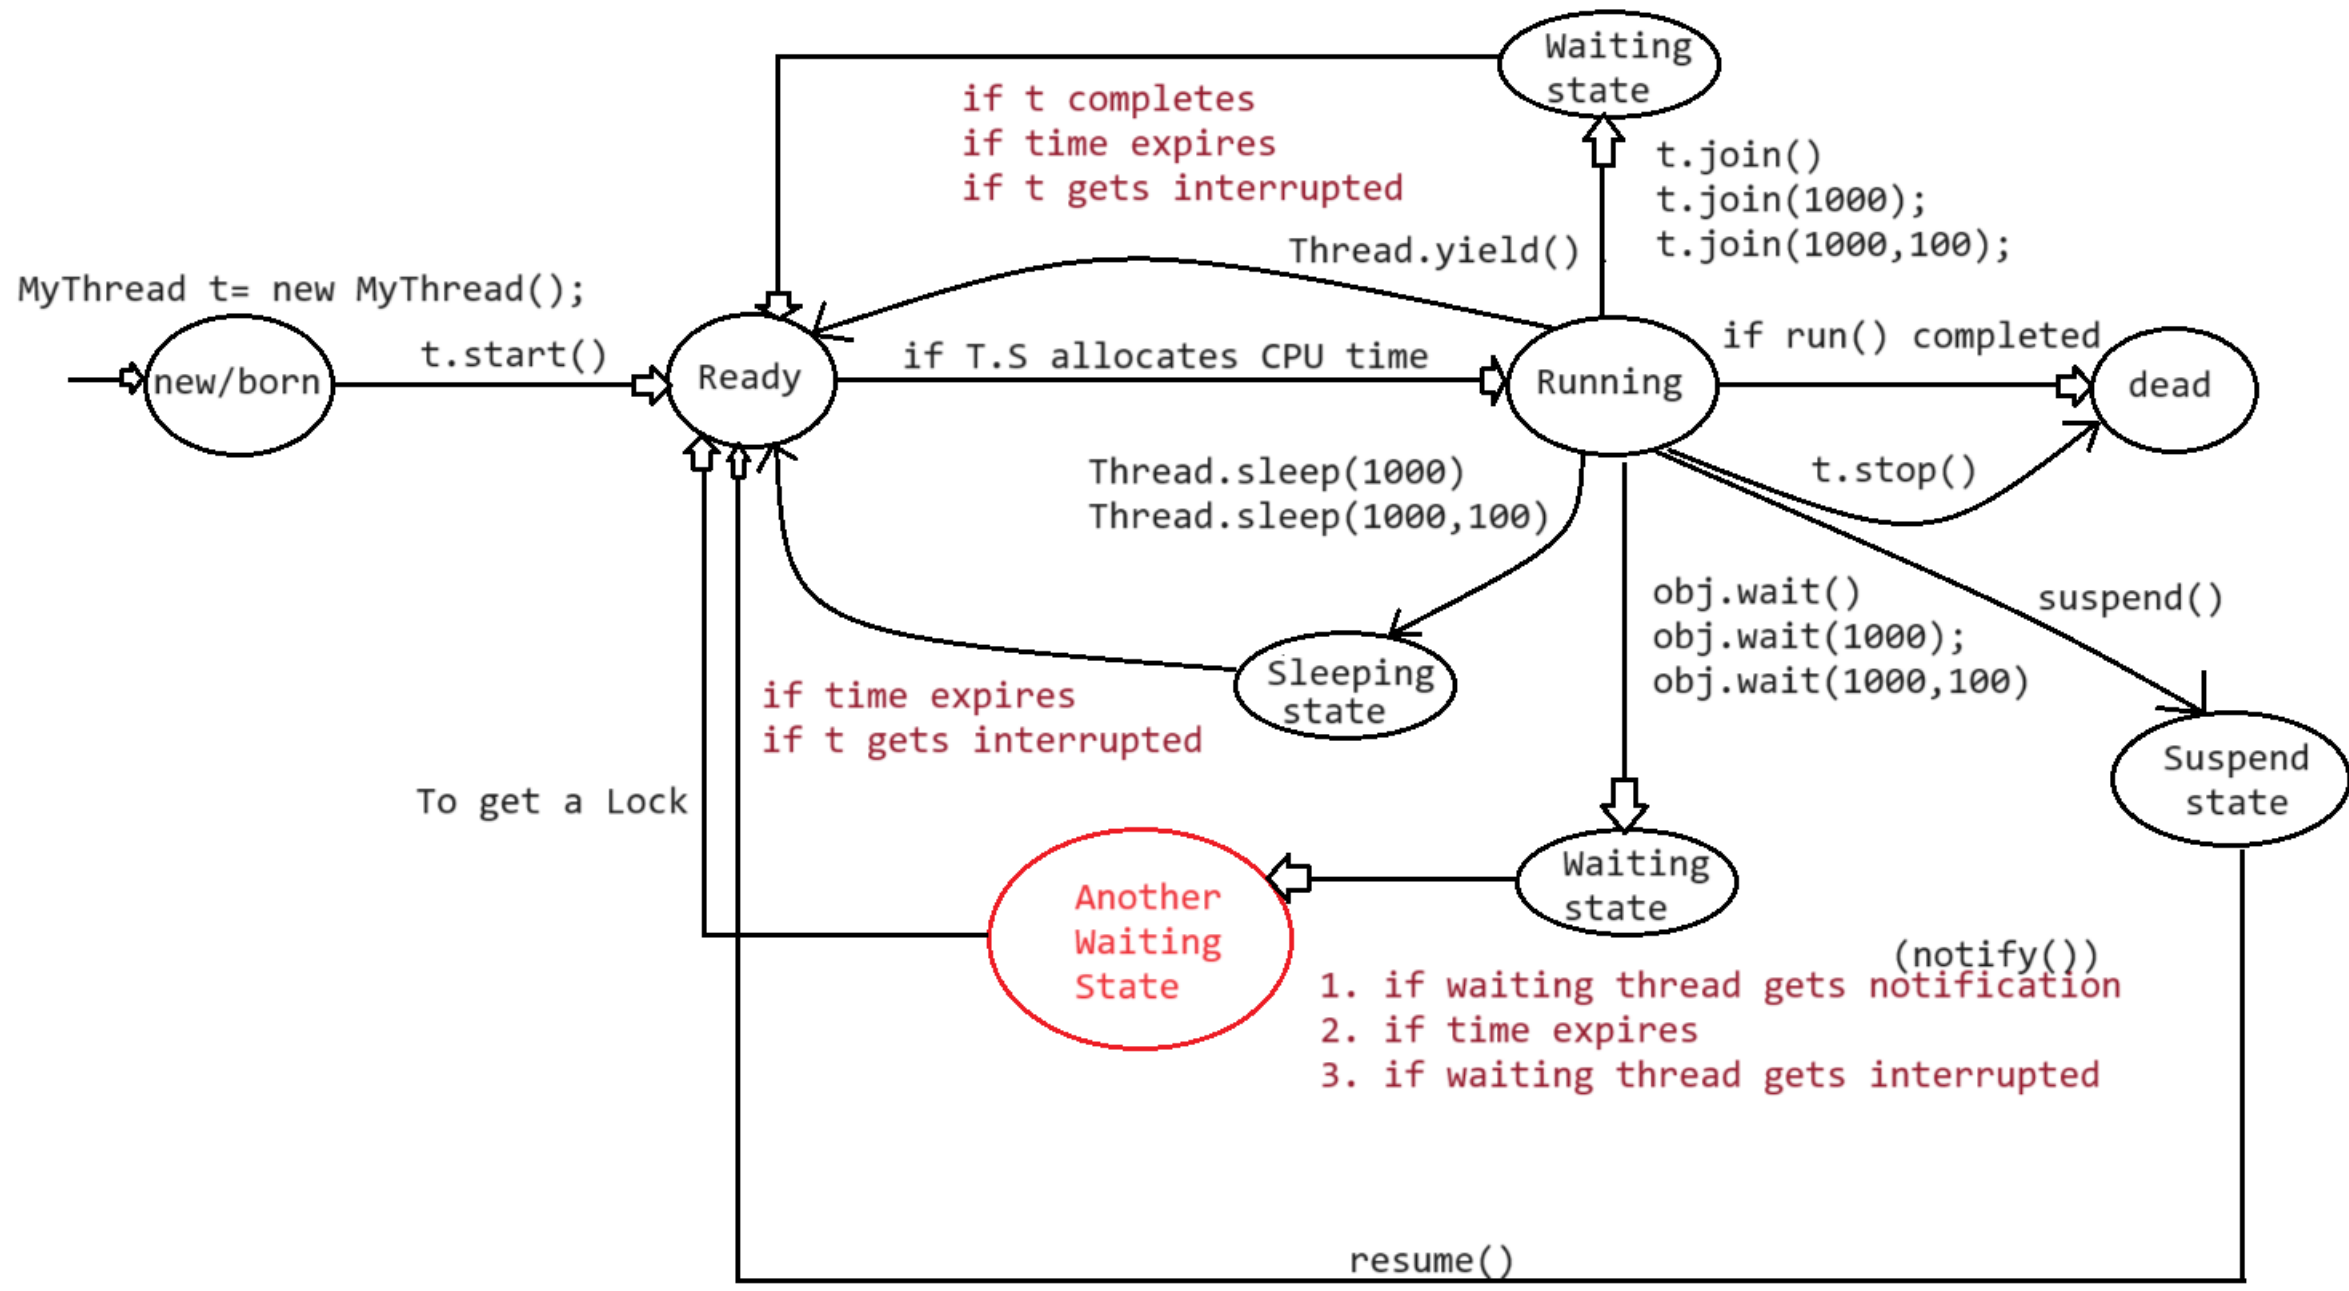 Waiting
state
if t completes
if time expires
if t gets interrupted
t.join()
t.join(1000);
t.join(1000,100);
Thread.yield()
MyThread t= new MyThread();
new/born
t.start()
Ready
if T.S allocates CPU time
Running
if run() completed
dead
Thread.sleep(1000)
Thread.sleep(1000,100)
t.stop()
obj.wait()
obj.wait(1000);
obj.wait(1000,100)
suspend()
Sleeping
state
if time expires
if t gets interrupted
Suspend
state
To get a Lock
Another
Waiting
State
Waiting
state
(notify())
1. if waiting thread gets notification
2. if time expires
3. if waiting thread gets interrupted
resume()